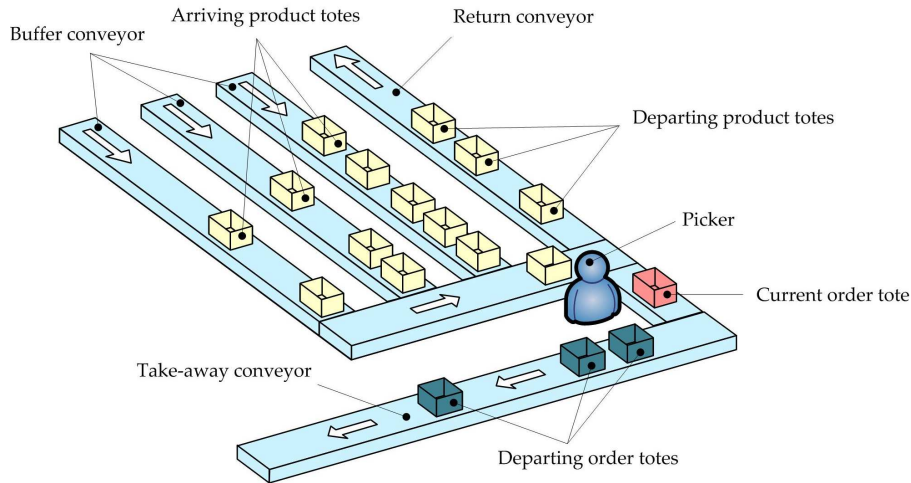 Arriving product totes
Return conveyor
Buffer conveyor
Departing product totes
Picker
Current order tote
Take-away conveyor
Departing order totes